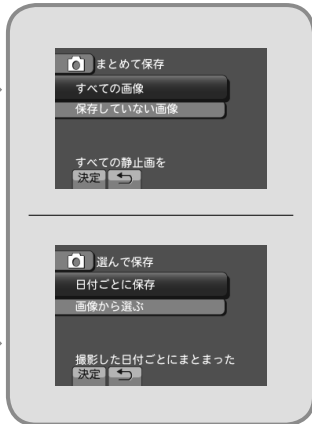 まとめて保存
すべての画像
保存していない画像
すべての静止画を
決定
選んで保存
日付ごとに保存
画像から選ぶ
撮影した日付ごとにまとまった
決定